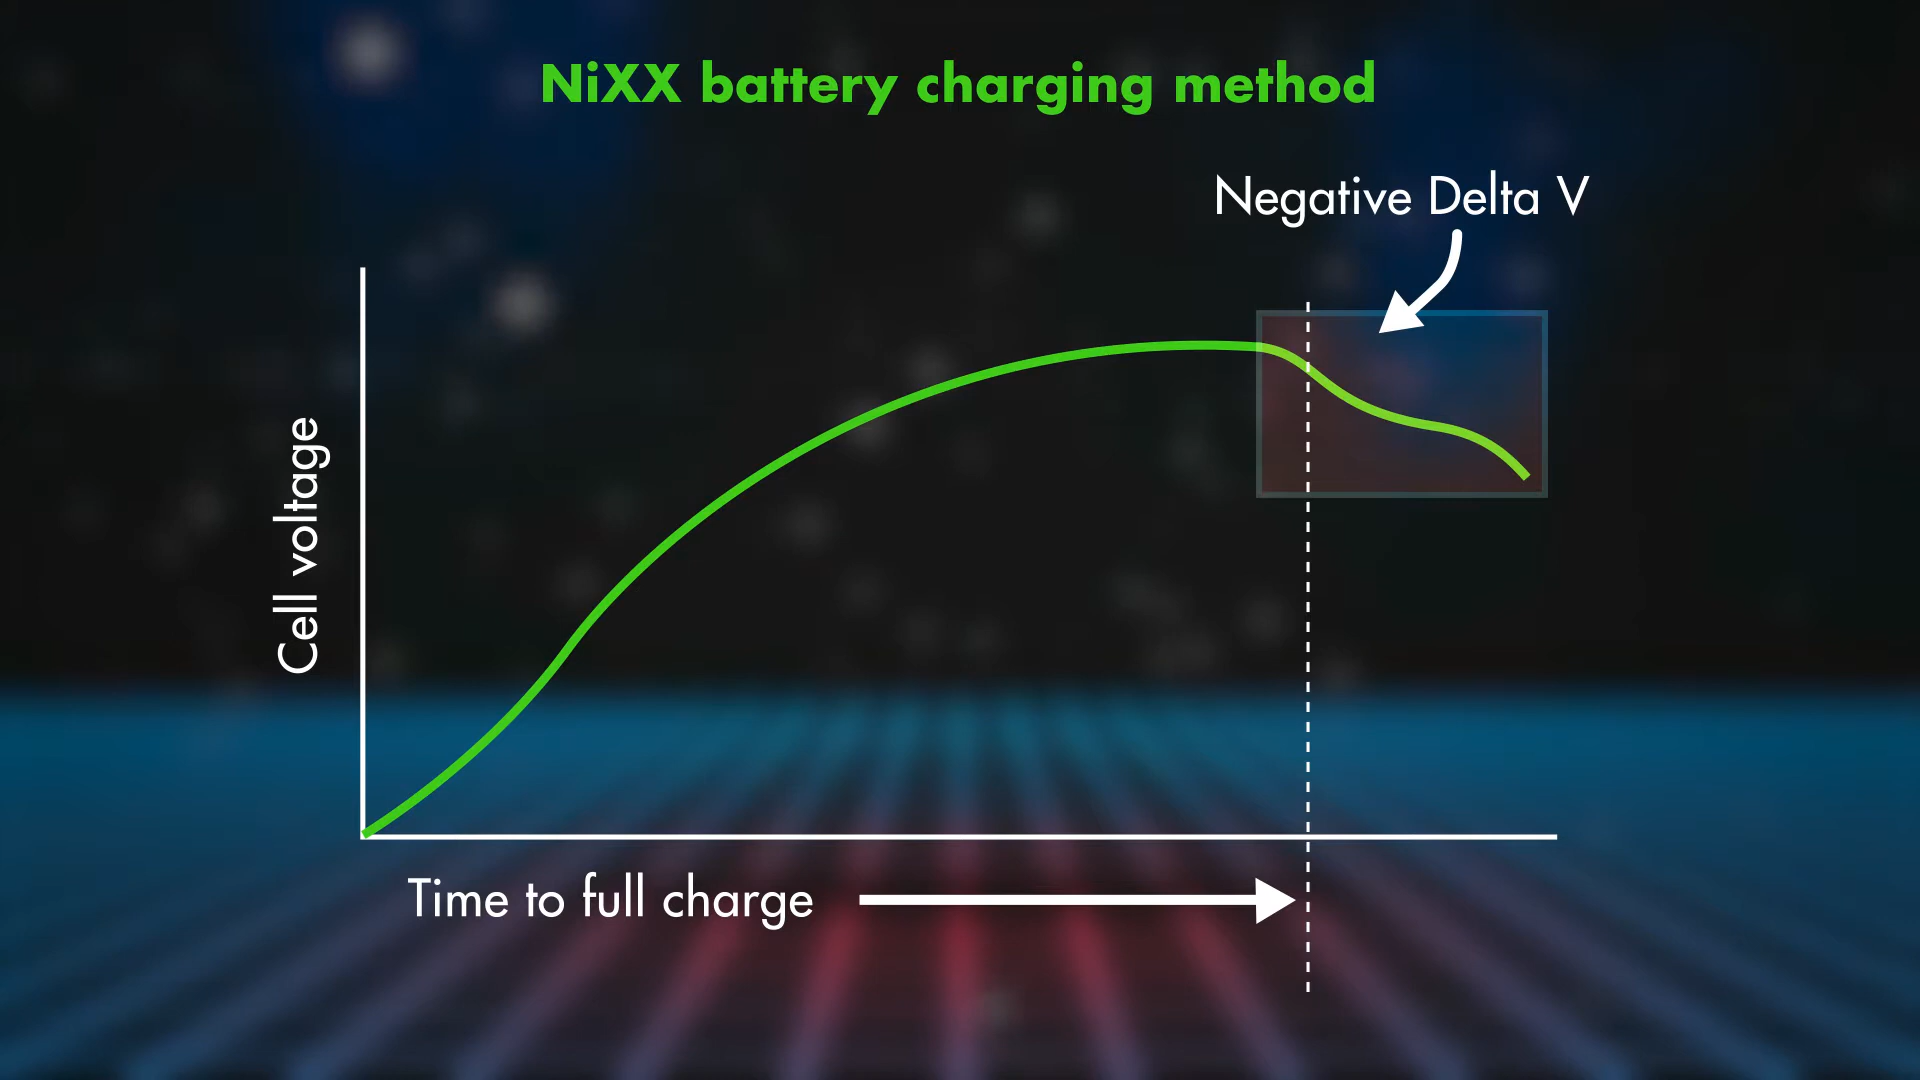 NiXX battery charging method
Negative Delta V
Cell voltage
Time to full charge